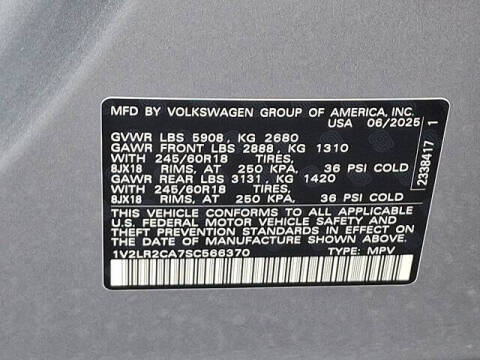 MFD BY VOLKSWAGEN GROUP OF AMERICA, INC.
USA 06/2025
GVWR LBS 5908, KG 2680
GAWR FRONT LBS 2888, KG 1310
WITH 245/60R18 TIRES,
8JX18 RIMS, AT 250 KPA/ 36 PSI COLD
GAWR REAR LBS 3131, KG 1420
WITH 245/60R18 TIRES,
8JX18 RIMS, AT 250 KPA/ 36 PSI COLD
THIS VEHICLE CONFORMS TO ALL APPLICABLE
U.S. FEDERAL MOTOR VEHICLE SAFETY AND
THEFT PREVENTION STANDARDS IN EFFECT ON
THE DATE OF MANUFACTURE SHOWN ABOVE.
1V2LR2CA7SC566370 TYPE: MPV
2338417 1